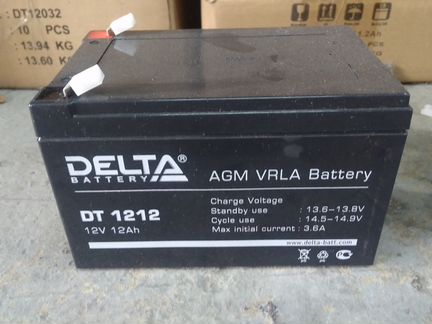 DT12032
10 PCS
13,94 KG
13.60 KG
1.2Ah
DELTA®
BATTERY
DT 1212
12V 12Ah
AGM VRLA Battery
Charge Voltage
Standby use : 13.6-13.8V
Cycle use : 14.5-14.9V
Max initial current : 3.6A
www.delta-batt.com